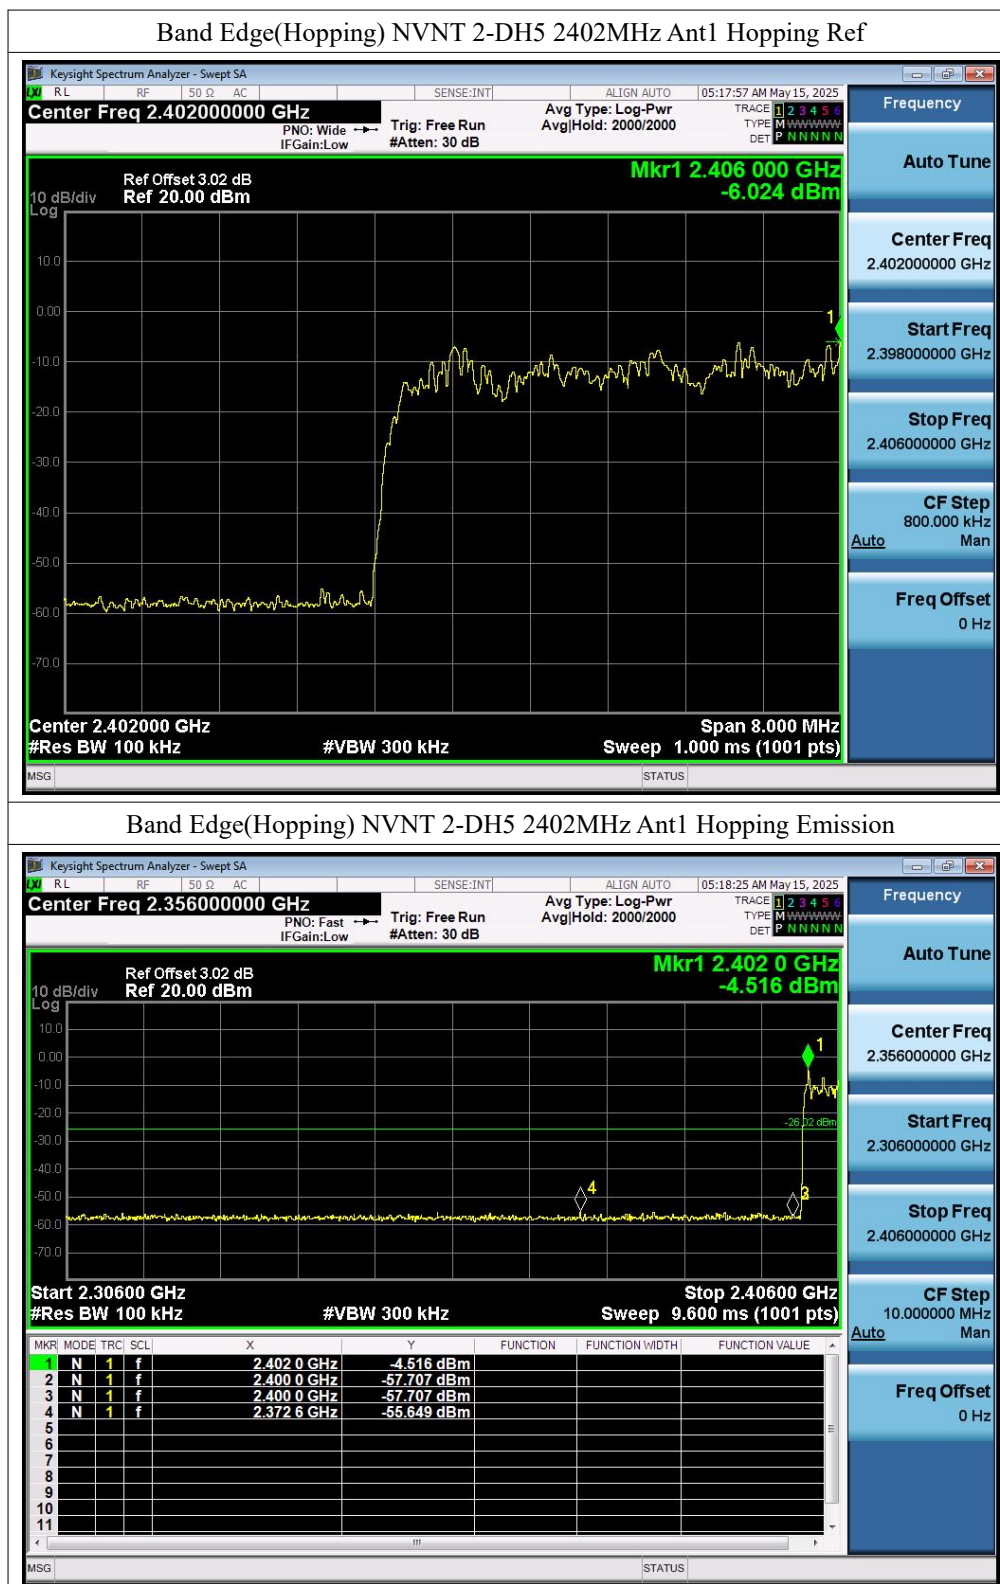 Band Edge(Hopping) NVNT 2-DH5 2402MHz Ant1 Hopping Ref
Keysight Spectrum Analyzer - Swept SA
LXI RL RF 50 Ω AC SENSE:INT ALIGN AUTO 05:17:57 AM May 15, 2025
Center Freq 2.402000000 GHz
PNO: Wide
IFGain:Low
Trig: Free Run
#Atten: 30 dB
Avg Type: Log-Pwr
Avg|Hold: 2000/2000
TRACE 1 2 3 4 5 6
TYPE M WWWWW
DET P N N N N N
Frequency
Auto Tune
Center Freq
2.402000000 GHz
Start Freq
2.398000000 GHz
Stop Freq
2.406000000 GHz
CF Step
800.000 kHz
Auto Man
Freq Offset
0 Hz
Mkr1 2.406 000 GHz
-6.024 dBm
Ref Offset 3.02 dB
10 dB/div Ref 20.00 dBm
Log
10.0
0.00
-10.0
-20.0
-30.0
-40.0
-50.0
-60.0
-70.0
1
Center 2.402000 GHz Span 8.000 MHz
#Res BW 100 kHz #VBW 300 kHz Sweep 1.000 ms (1001 pts)
MSG STATUS
Band Edge(Hopping) NVNT 2-DH5 2402MHz Ant1 Hopping Emission
Keysight Spectrum Analyzer - Swept SA
LXI RL RF 50 Ω AC SENSE:INT ALIGN AUTO 05:18:25 AM May 15, 2025
Center Freq 2.356000000 GHz
PNO: Fast
IFGain:Low
Trig: Free Run
#Atten: 30 dB
Avg Type: Log-Pwr
Avg|Hold: 2000/2000
TRACE 1 2 3 4 5 6
TYPE M WWWWW
DET P N N N N N
Frequency
Auto Tune
Center Freq
2.356000000 GHz
Start Freq
2.306000000 GHz
Stop Freq
2.406000000 GHz
CF Step
10.000000 MHz
Auto Man
Freq Offset
0 Hz
Mkr1 2.402 0 GHz
-4.516 dBm
Ref Offset 3.02 dB
10 dB/div Ref 20.00 dBm
Log
10.0
0.00
-10.0
-20.0
-30.0
-40.0
-50.0
-60.0
-70.0
1
-26.02 dBm
4
3
Start 2.30600 GHz Stop 2.40600 GHz
#Res BW 100 kHz #VBW 300 kHz Sweep 9.600 ms (1001 pts)
MKR MODE TRC SCL X Y FUNCTION FUNCTION WIDTH FUNCTION VALUE
1 N 1 f 2.402 0 GHz -4.516 dBm
2 N 1 f 2.400 0 GHz -57.707 dBm
3 N 1 f 2.400 0 GHz -57.707 dBm
4 N 1 f 2.372 6 GHz -55.649 dBm
5
6
7
8
9
10
11
MSG STATUS